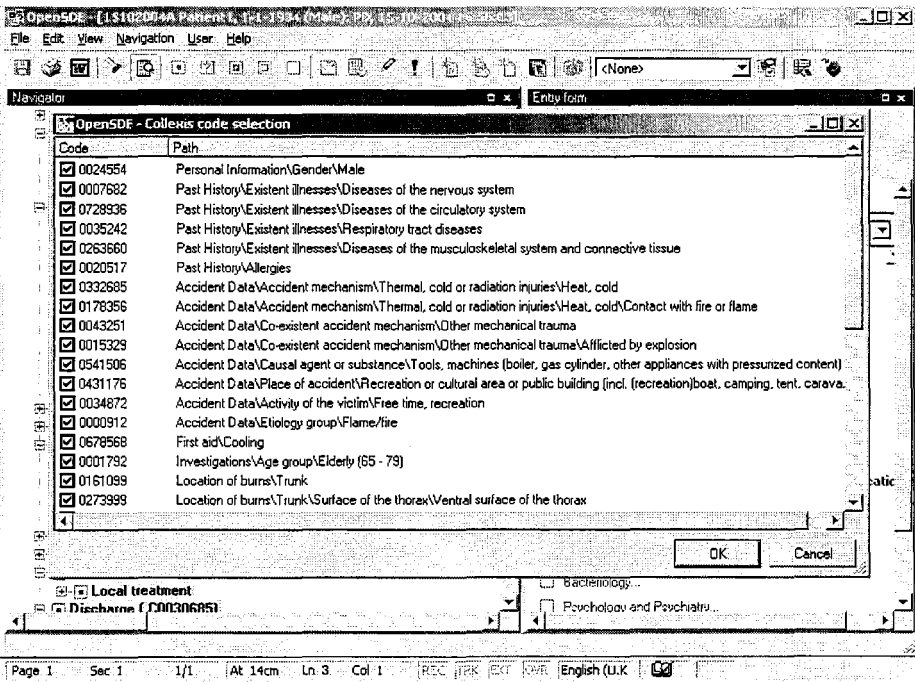 OpenSDE - [LS102004A Patient1, 1-1-1934 (Male), PP,
File Edit View Navigation User Help
<None>
Navigator
Entry form
OpenSDE - Collexis code selection
Code Path
0024554 Personal Information\Gender\Male
0007682 Past History\Existent illnesses\Diseases of the nervous system
0728936 Past History\Existent illnesses\Diseases of the circulatory system
0035242 Past History\Existent illnesses\Respiratory tract diseases
0263660 Past History\Existent illnesses\Diseases of the musculoskeletal system and connective tissue
0020517 Past History\Allergies
0332685 Accident Data\Accident mechanism\Thermal, cold or radiation injuries\Heat, cold
0178356 Accident Data\Accident mechanism\Thermal, cold or radiation injuries\Heat, cold\Contact with fire or flame
0043251 Accident Data\Co-existent accident mechanism\Other mechanical trauma
0015329 Accident Data\Co-existent accident mechanism\Other mechanical trauma\Afflicted by explosion
0541506 Accident Data\Causal agent or substance\Tools, machines (boiler, gas cylinder, other appliances with pressurized content)
0431176 Accident Data\Place of accident\Recreation or cultural area or public building (incl. (recreation)boat, camping, tent, carava.
0034872 Accident Data\Activity of the victim\Free time, recreation
0000912 Accident Data\Etiology group\Flame/fire
0678568 First aid\Cooling
0001792 Investigations\Age group\Elderly (65 - 79)
0161099 Location of burns\Trunk
0273999 Location of burns\Trunk\Surface of the thorax\Ventral surface of the thorax
eatic
OK Cancel
Local treatment
Bacteriology...
Discharge (C0030685)
Psychology and Psychiatry...
Page 1 Sec 1 1/1 At 14cm Ln 3 Col 1 REC TRK EXT OVR English (U.K